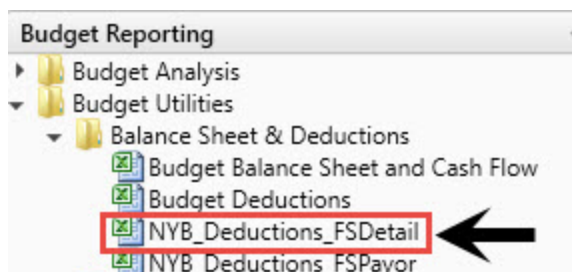 Budget Reporting
Budget Analysis
Budget Utilities
Balance Sheet & Deductions
Budget Balance Sheet and Cash Flow
Budget Deductions
NYB_Deductions_FSDetail
NYB_Deductions_FSPayor